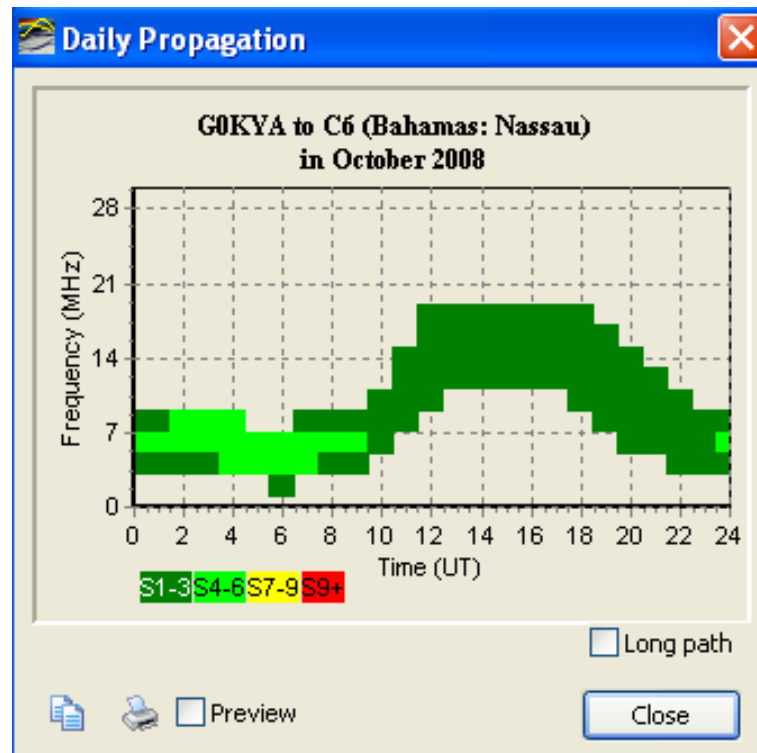 Daily Propagation
G0KYA to C6 (Bahamas: Nassau)
in October 2008
Frequency (MHz)
28
21
14
7
0
0 2 4 6 8 10 12 14 16 18 20 22 24
Time (UT)
S1-3 S4-6 S7-9 S9+
Long path
Preview
Close